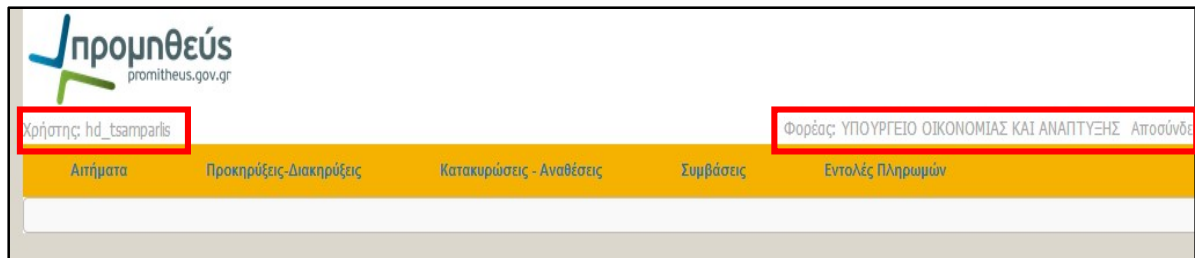 προμηθεύς
promitheus.gov.gr
Χρήστης: hd_tsamparlis Φορέας: ΥΠΟΥΡΓΕΙΟ ΟΙΚΟΝΟΜΙΑΣ ΚΑΙ ΑΝΑΠΤΥΞΗΣ Αποσύνδε
Αιτήματα Προκηρύξεις-Διακηρύξεις Κατακυρώσεις - Αναθέσεις Συμβάσεις Εντολές Πληρωμών